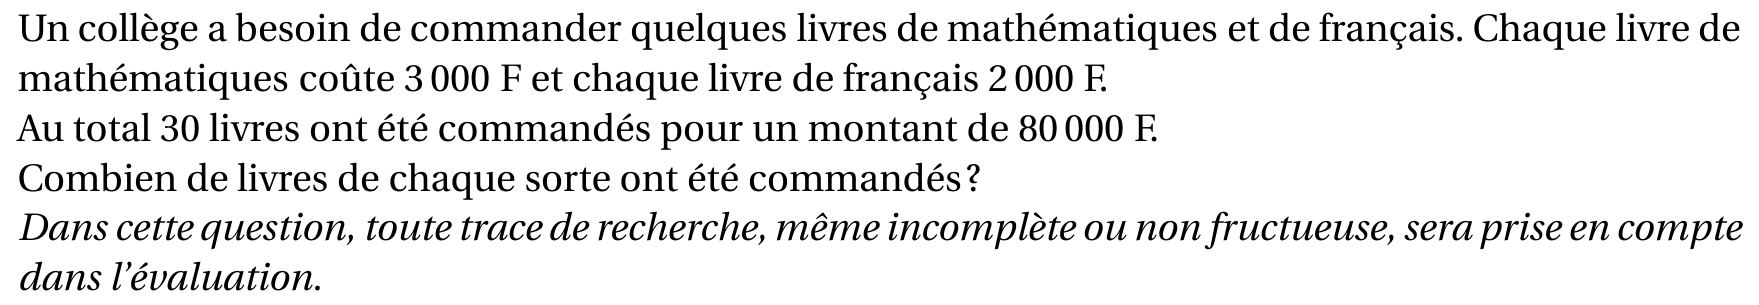 Un collège a besoin de commander quelques livres de mathématiques et de français. Chaque livre de
mathématiques coûte 3 000 F et chaque livre de français 2 000 F.
Au total 30 livres ont été commandés pour un montant de 80 000 F.
Combien de livres de chaque sorte ont été commandés ?
Dans cette question, toute trace de recherche, même incomplète ou non fructueuse, sera prise en compte
dans l’évaluation.